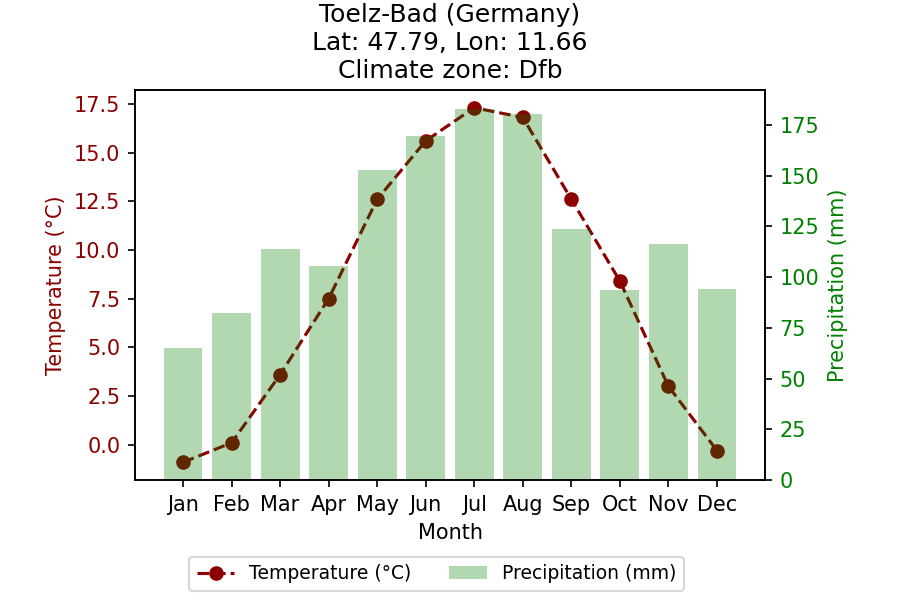 Toelz-Bad (Germany)
Lat: 47.79, Lon: 11.66
Climate zone: Dfb
Temperature (°C)
17.5
15.0
12.5
10.0
7.5
5.0
2.5
0.0
175
150
125
100
75
50
25
0
Precipitation (mm)
Jan Feb Mar Apr May Jun Jul Aug Sep Oct Nov Dec
Month
Temperature (°C) Precipitation (mm)